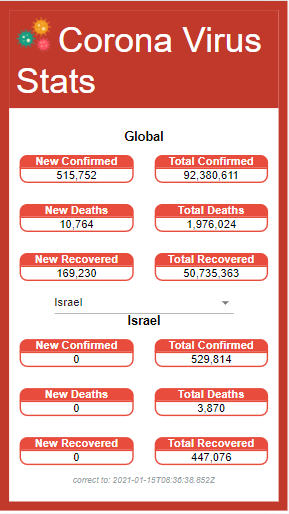 Corona Virus
Stats
Global
New Confirmed Total Confirmed
515,752 92,380,611
New Deaths Total Deaths
10,764 1,976,024
New Recovered Total Recovered
169,230 50,735,363
Israel
Israel
New Confirmed Total Confirmed
0 529,814
New Deaths Total Deaths
0 3,870
New Recovered Total Recovered
0 447,076
correct to: 2021-01-15T08:36:38.852Z